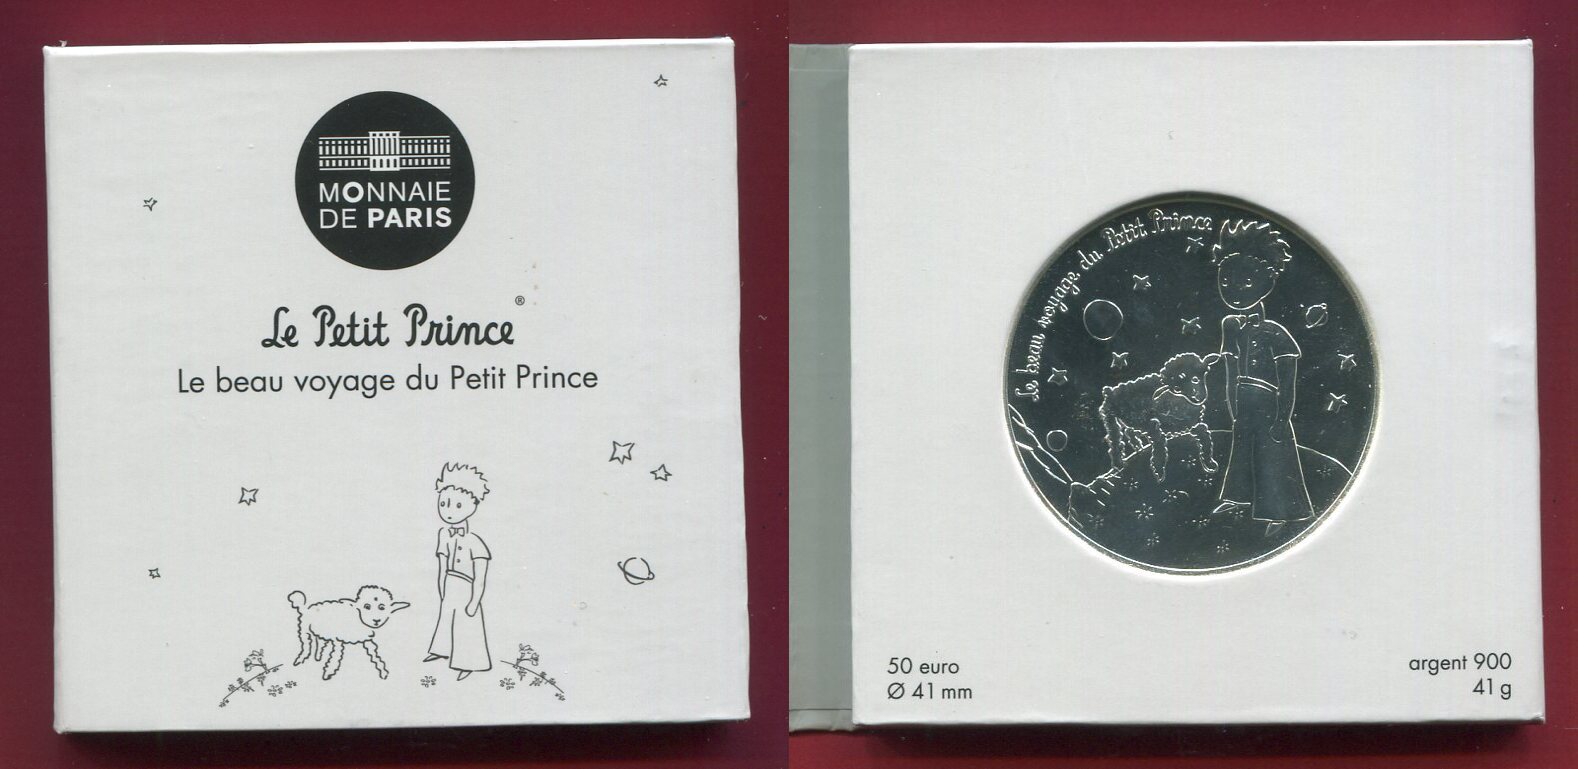 MONNAIE
DE PARIS
Le Petit Prince®
Le beau voyage du Petit Prince
Le beau voyage du Petit Prince
50 euro
Ø 41 mm
argent 900
41 g